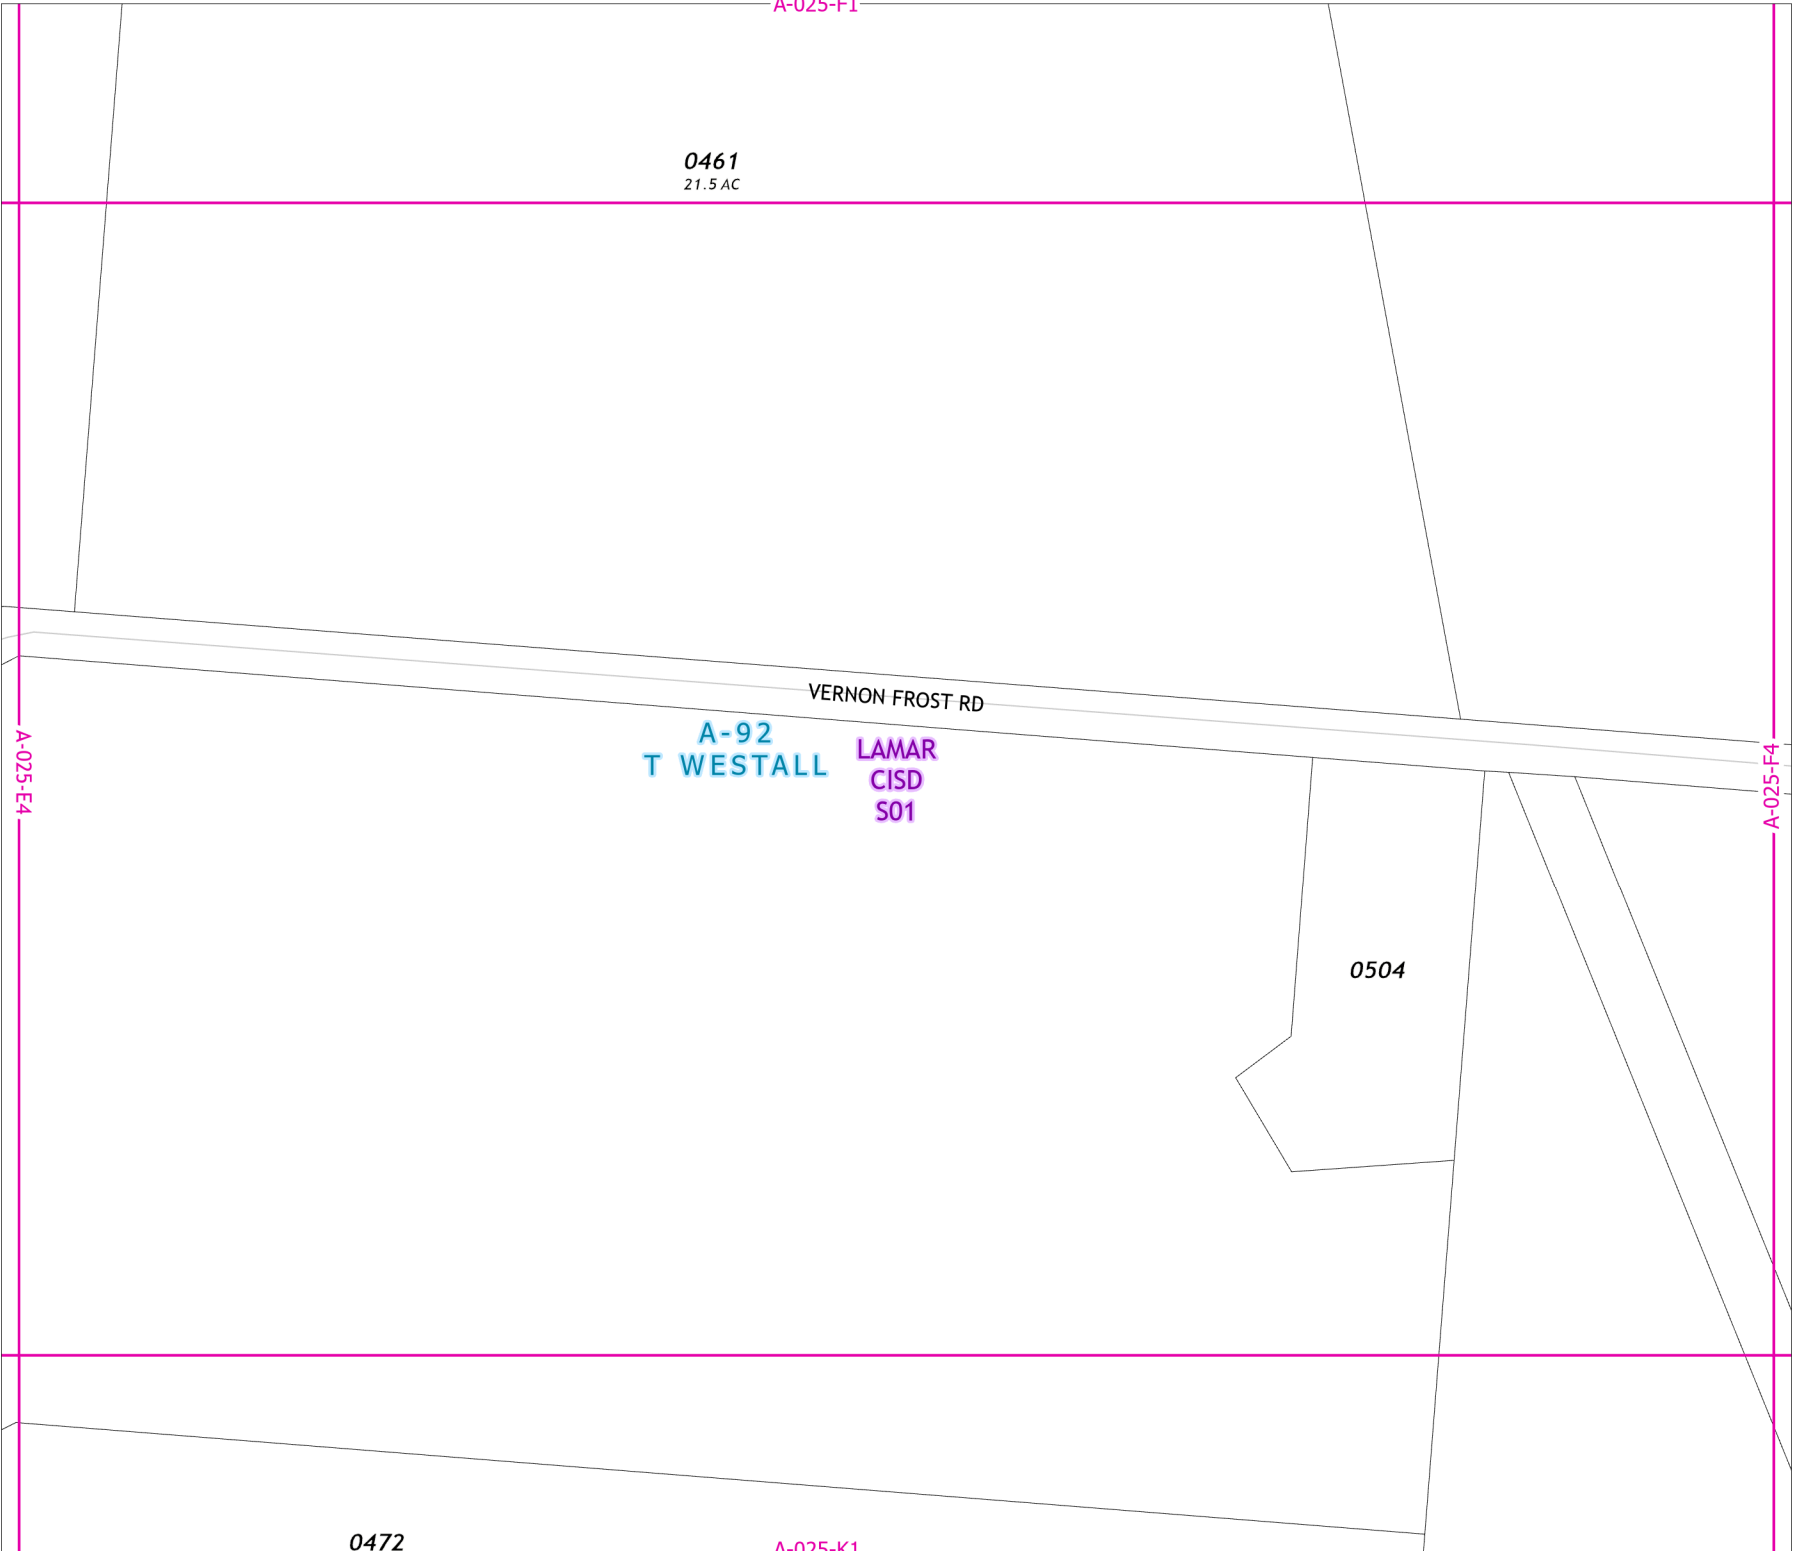 A-025-F1
0461
21.5 AC
VERNON FROST RD
A-92
T WESTALL
LAMAR
CISD
S01
A-025-E4
A-025-F4
0504
0472
A-025-K1